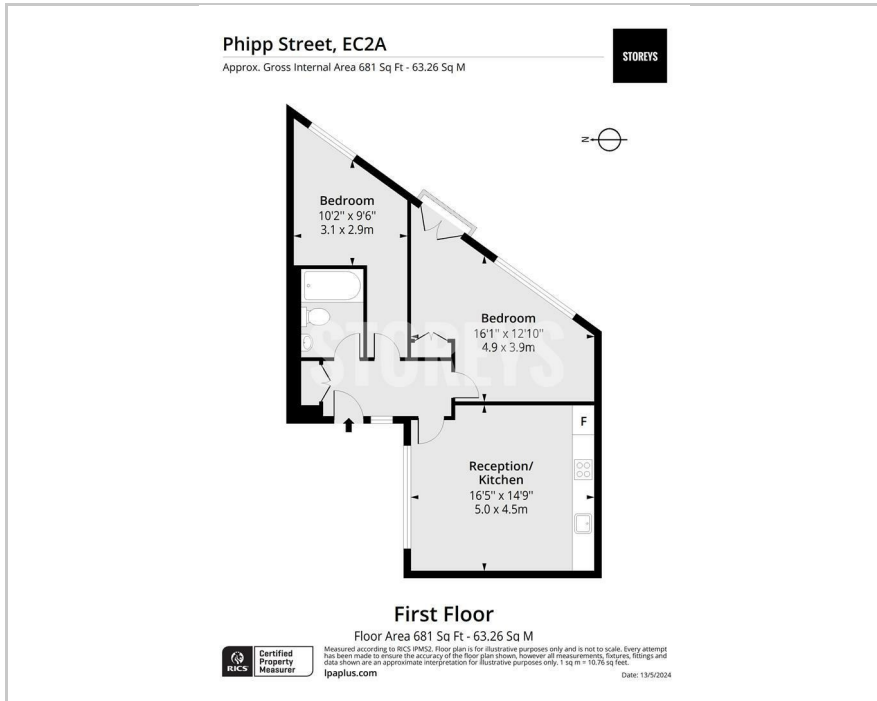 Phipp Street, EC2A
Approx. Gross Internal Area 681 Sq Ft - 63.26 Sq M
STOREYS
N
Bedroom
10'2" x 9'6"
3.1 x 2.9m
Bedroom
16'1" x 12'10"
4.9 x 3.9m
STOREYS
F
Reception/
Kitchen
16'5" x 14'9"
5.0 x 4.5m
First Floor
Floor Area 681 Sq Ft - 63.26 Sq M
RICS
Certified
Property
Measurer
Measured according to RICS IPMS2. Floor plan is for illustrative purposes only and is not to scale. Every attempt
has been made to ensure the accuracy of the floor plan shown, however all measurements, fixtures, fittings and
data shown are an approximate interpretation for illustrative purposes only. 1 sq m = 10.76 sq feet.
lpaplus.com
Date: 13/5/2024